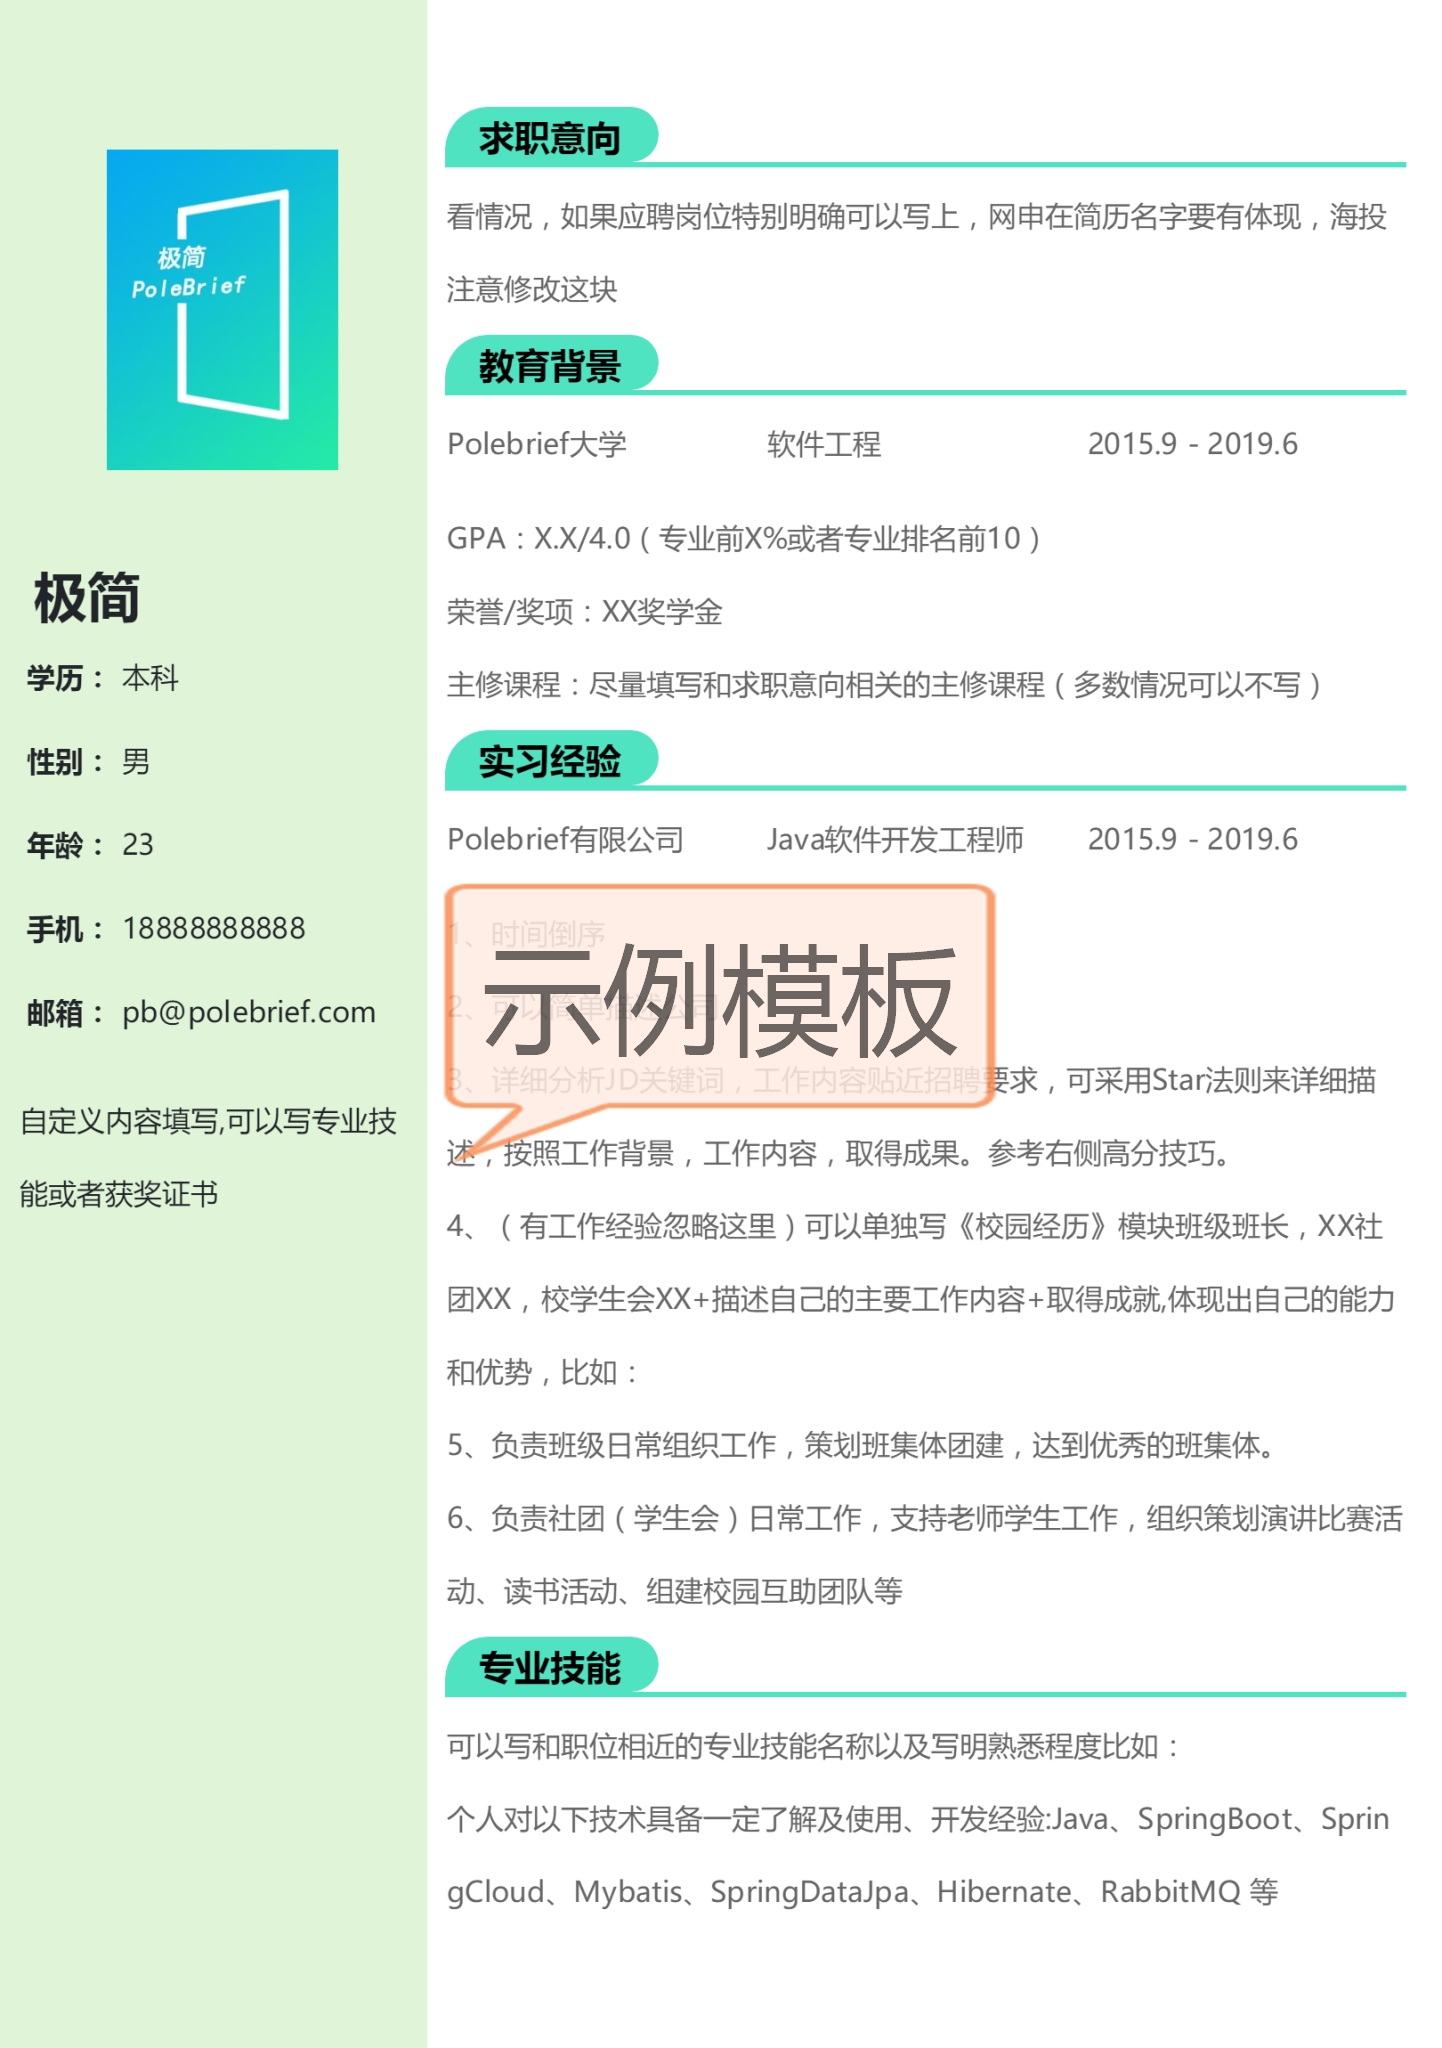 极简
PoleBrief
极简
学历： 本科
性别： 男
年龄： 23
手机： 18888888888
邮箱： pb@polebrief.com
自定义内容填写,可以写专业技
能或者获奖证书
求职意向
看情况，如果应聘岗位特别明确可以写上，网申在简历名字要有体现，海投
注意修改这块
教育背景
Polebrief大学 软件工程 2015.9 - 2019.6
GPA：X.X/4.0（专业前X%或者专业排名前10）
荣誉/奖项：XX奖学金
主修课程：尽量填写和求职意向相关的主修课程（多数情况可以不写）
实习经验
Polebrief有限公司 Java软件开发工程师 2015.9 - 2019.6
1、时间倒序
示例模板
2、可以简单描述公司
3、详细分析JD关键词，工作内容贴近招聘要求，可采用Star法则来详细描
述，按照工作背景，工作内容，取得成果。参考右侧高分技巧。
4、（有工作经验忽略这里）可以单独写《校园经历》模块班级班长，XX社
团XX，校学生会XX+描述自己的主要工作内容+取得成就,体现出自己的能力
和优势，比如：
5、负责班级日常组织工作，策划班集体团建，达到优秀的班集体。
6、负责社团（学生会）日常工作，支持老师学生工作，组织策划演讲比赛活
动、读书活动、组建校园互助团队等
专业技能
可以写和职位相近的专业技能名称以及写明熟悉程度比如：
个人对以下技术具备一定了解及使用、开发经验:Java、SpringBoot、Sprin
gCloud、Mybatis、SpringDataJpa、Hibernate、RabbitMQ 等